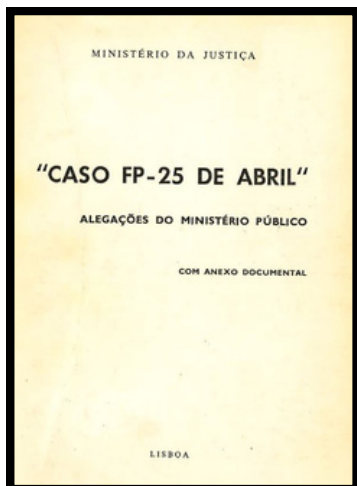 MINISTÉRIO DA JUSTIÇA
"CASO FP-25 DE ABRIL"
ALEGAÇÕES DO MINISTÉRIO PÚBLICO
COM ANEXO DOCUMENTAL
LISBOA